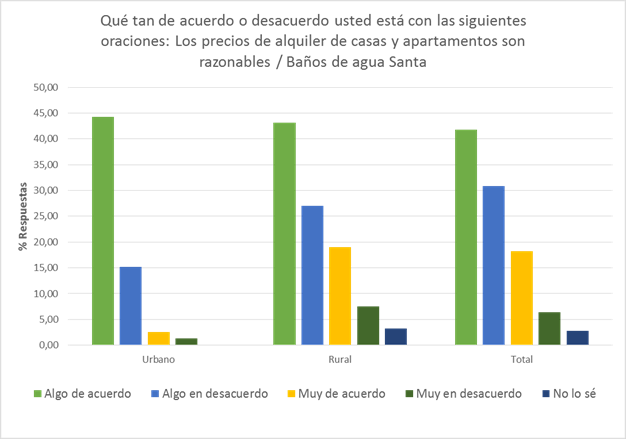 Qué tan de acuerdo o desacuerdo usted está con las siguientes
oraciones: Los precios de alquiler de casas y apartamentos son
razonables / Baños de agua Santa
50,00
45,00
40,00
35,00
30,00
25,00
20,00
15,00
10,00
5,00
0,00
% Respuestas
Urbano Rural Total
Algo de acuerdo Algo en desacuerdo Muy de acuerdo Muy en desacuerdo No lo sé